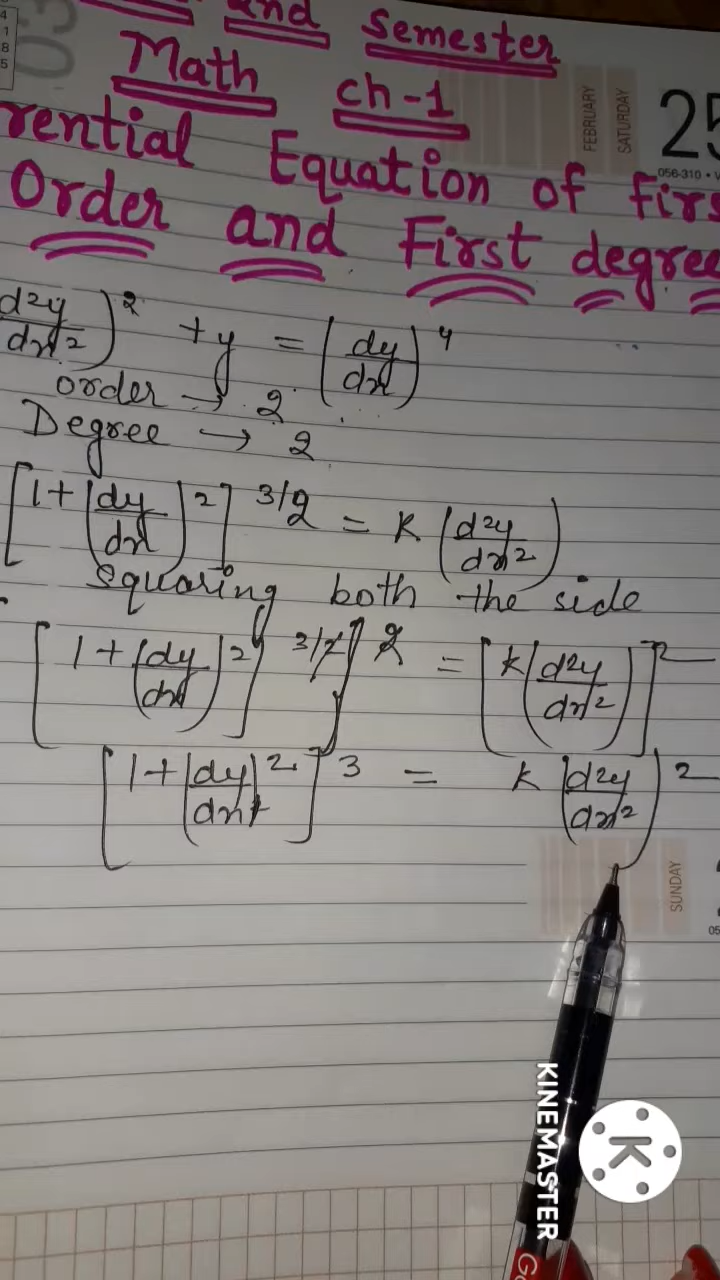 and Semester
Math ch-1
FEBRUARY
SATURDAY
25
056-310
rential Equation of firs
Order and First degree
d²y/dx²)² + y = (dy/dx)⁴
order → 2
Degree → 2
[1+(dy/dx)²]^3/2 = K (d²y/dx²)
squaring both the side
[1+(dy/dx)²]^3/2]² = [k(d²y/dx²)]²
[1+(dy/dx)²]³ = k (d²y/dx²)²
SUNDAY
KINEMASTER
K